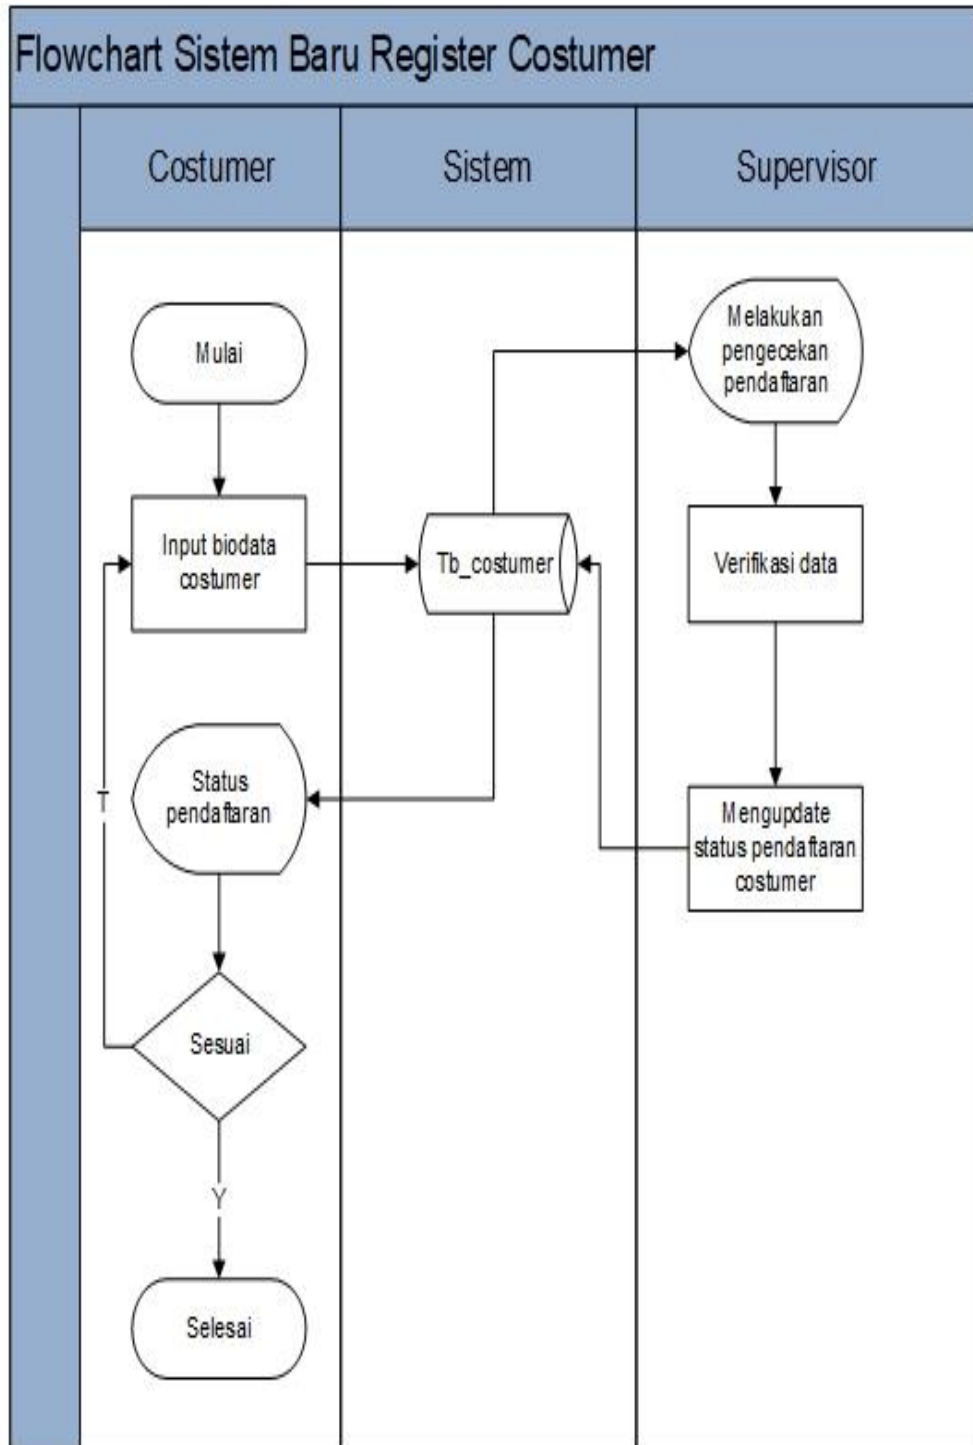 Flowchart Sistem Baru Register Costumer
Costumer
Sistem
Supervisor
Mulai
Melakukan
pengecekan
pendaftaran
Input biodata
costumer
Tb_costumer
Verifikasi data
Status
pendaftaran
T
Mengupdate
status pendaftaran
costumer
Sesuai
Y
Selesai